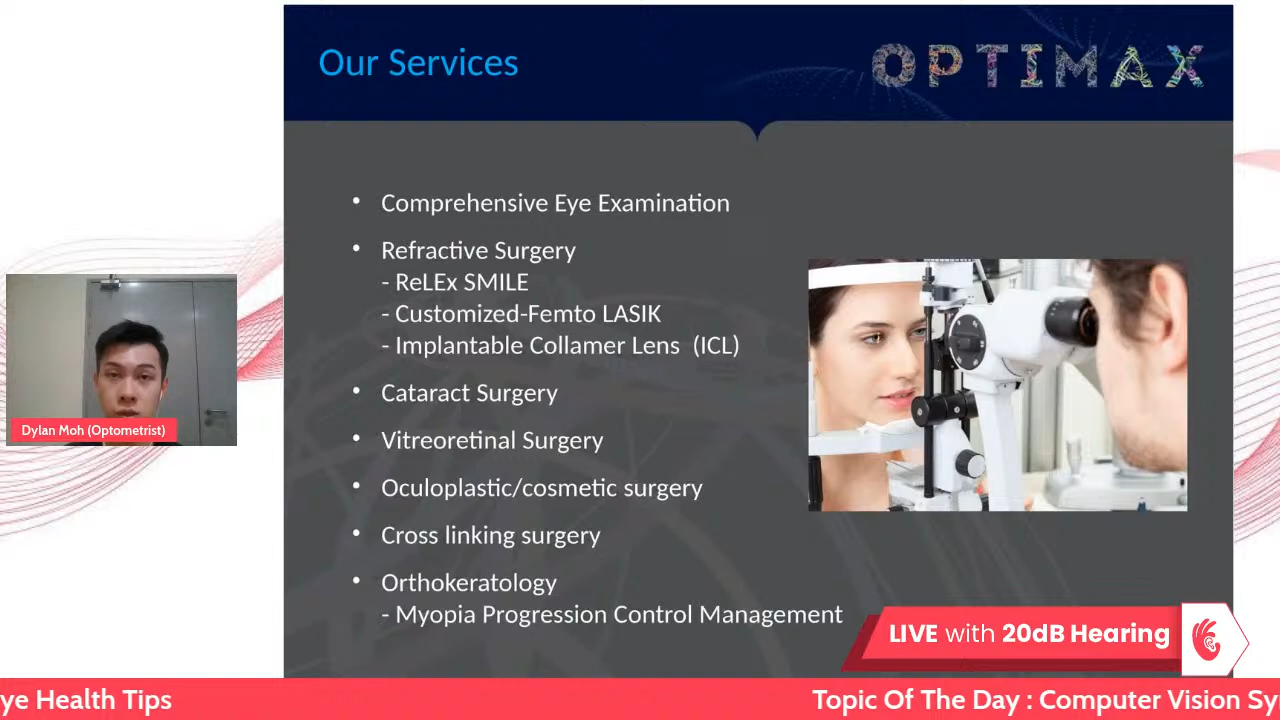 Our Services
OPTIMAX
• Comprehensive Eye Examination
• Refractive Surgery
- ReLEx SMILE
- Customized-Femto LASIK
- Implantable Collamer Lens (ICL)
• Cataract Surgery
• Vitreoretinal Surgery
• Oculoplastic/cosmetic surgery
• Cross linking surgery
• Orthokeratology
- Myopia Progression Control Management
Dylan Moh (Optometrist)
LIVE with 20dB Hearing
ye Health Tips
Topic Of The Day : Computer Vision Sy